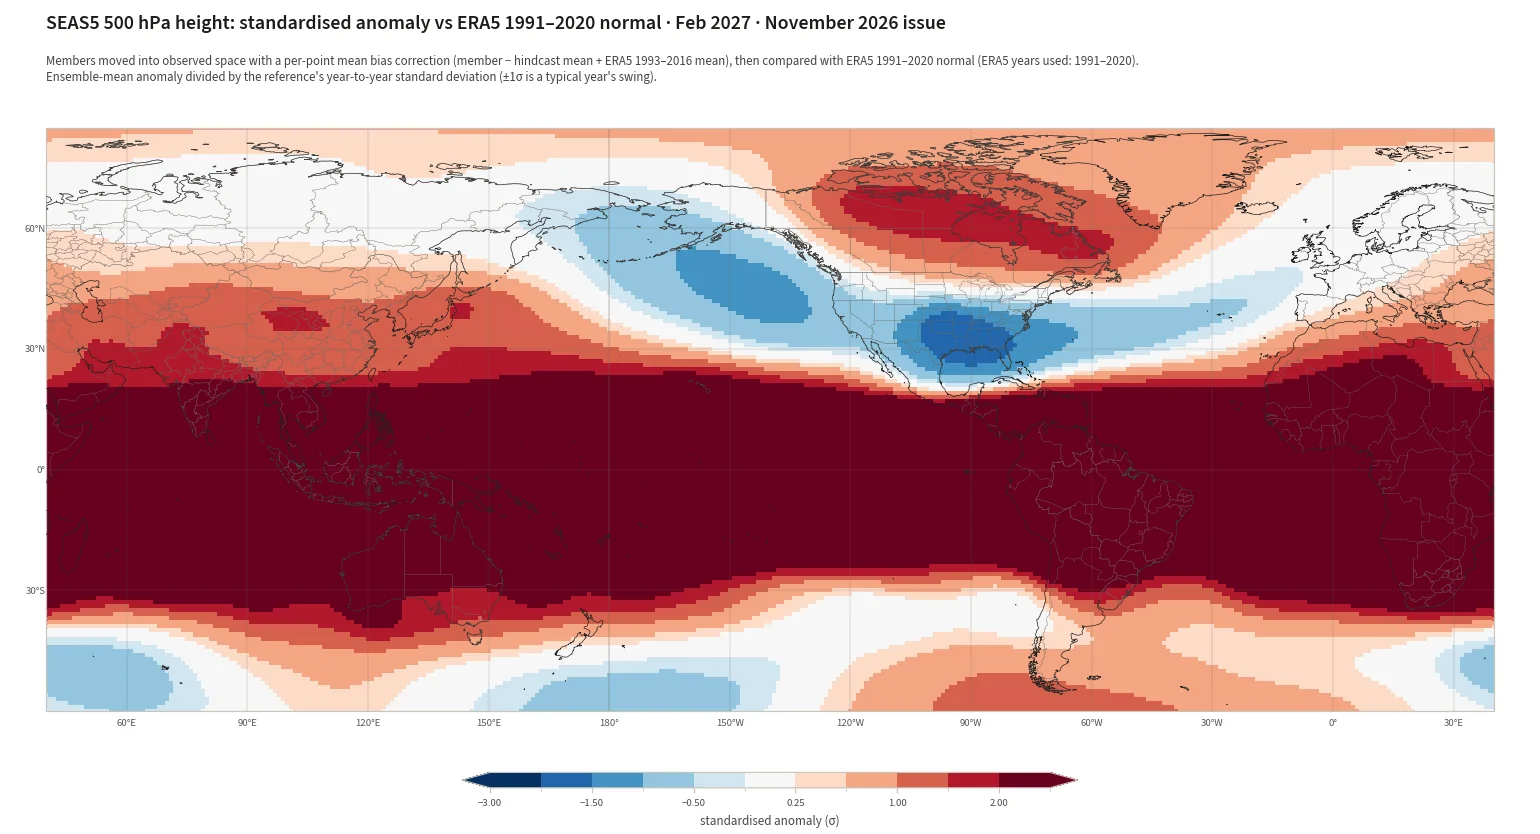 SEAS5 500 hPa height: standardised anomaly vs ERA5 1991–2020 normal · Feb 2027 · November 2026 issue
Members moved into observed space with a per-point mean bias correction (member − hindcast mean + ERA5 1993–2016 mean), then compared with ERA5 1991–2020 normal (ERA5 years used: 1991–2020).
Ensemble-mean anomaly divided by the reference's year-to-year standard deviation (±1σ is a typical year's swing).
60°N
30°N
0°
30°S
60°E 90°E 120°E 150°E 180° 150°W 120°W 90°W 60°W 30°W 0° 30°E
−3.00 −1.50 −0.50 0.25 1.00 2.00
standardised anomaly (σ)